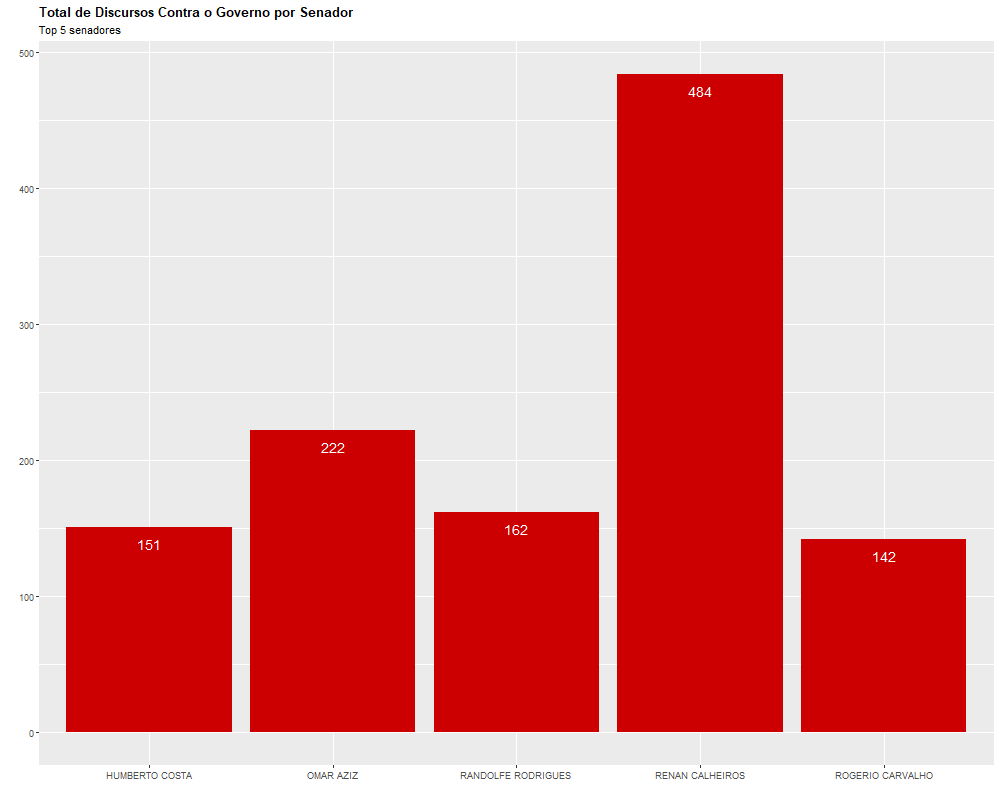 Total de Discursos Contra o Governo por Senador
Top 5 senadores
500
400
300
200
100
0
151
222
162
484
142
HUMBERTO COSTA
OMAR AZIZ
RANDOLFE RODRIGUES
RENAN CALHEIROS
ROGERIO CARVALHO